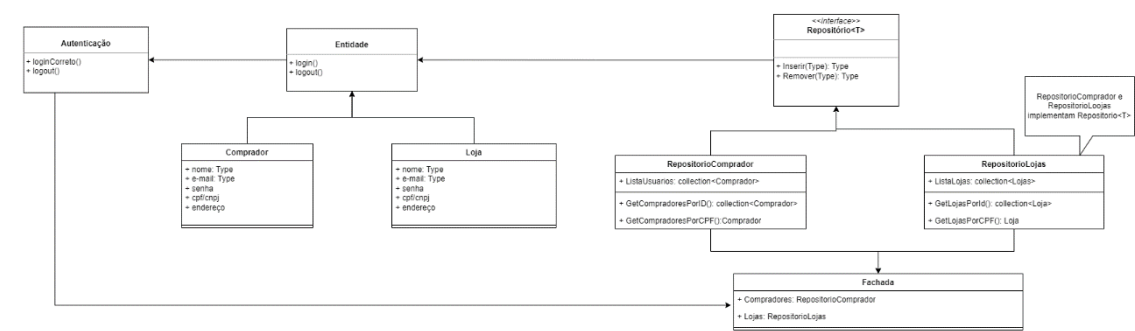 Autenticação
+ loginCorreto()
+ logout()
Entidade
+ login()
+ logout()
<<interface>>
Repositório<T>
+ Inserir(Type): Type
+ Remover(Type): Type
RepositorioComprador e
RepositorioLoojas
implementam Repositorio<T>
Comprador
+ nome: Type
+ e-mail: Type
+ senha
+ cpf/cnpj
+ endereço
Loja
+ nome: Type
+ e-mail: Type
+ senha
+ cpf/cnpj
+ endereço
RepositorioComprador
+ ListaUsuarios: collection<Comprador>
+ GetCompradoresPorID(): collection<Comprador>
+ GetCompradoresPorCPF():Comprador
RepositorioLojas
+ ListaLojas: collection<Lojas>
+ GetLojasPorId(): collection<Loja>
+ GetLojasPorCPF(): Loja
Fachada
+ Compradores: RepositorioComprador
+ Lojas: RepositorioLojas